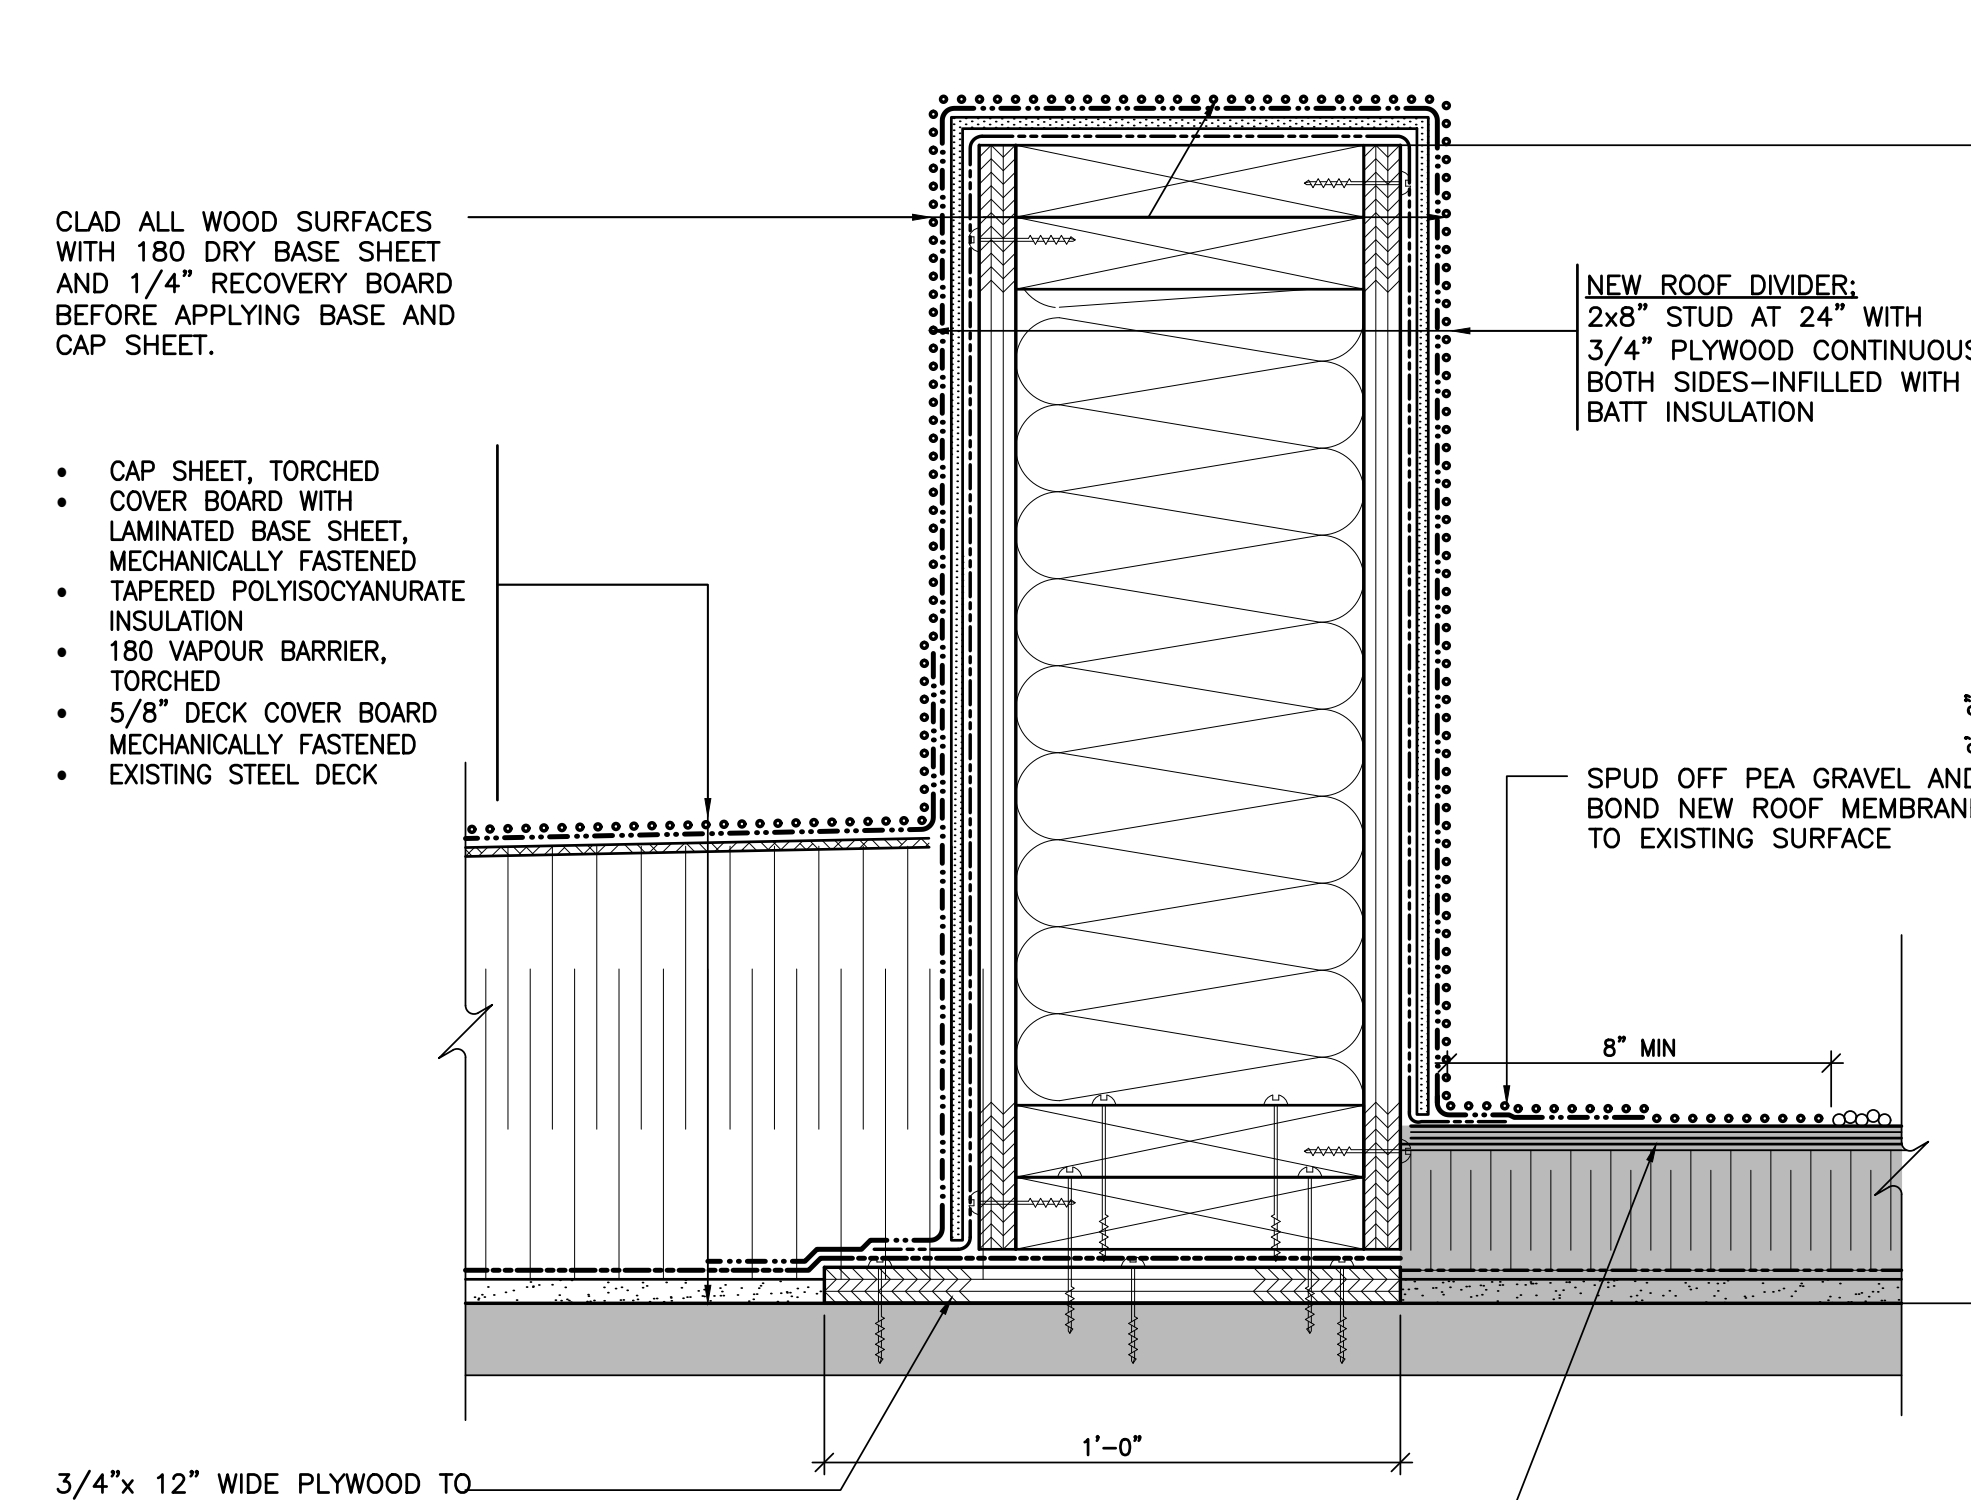 CLAD ALL WOOD SURFACES
WITH 180 DRY BASE SHEET
AND 1/4" RECOVERY BOARD
BEFORE APPLYING BASE AND
CAP SHEET.
NEW ROOF DIVIDER;
2x8" STUD AT 24" WITH
3/4" PLYWOOD CONTINUOUS
BOTH SIDES-INFILLED WITH
BATT INSULATION
• CAP SHEET, TORCHED
• COVER BOARD WITH
LAMINATED BASE SHEET,
MECHANICALLY FASTENED
• TAPERED POLYISOCYANURATE
INSULATION
• 180 VAPOUR BARRIER,
TORCHED
• 5/8" DECK COVER BOARD
MECHANICALLY FASTENED
• EXISTING STEEL DECK
SPUD OFF PEA GRAVEL AND
BOND NEW ROOF MEMBRANE
TO EXISTING SURFACE
8" MIN
1'-0"
3/4"x 12" WIDE PLYWOOD TO